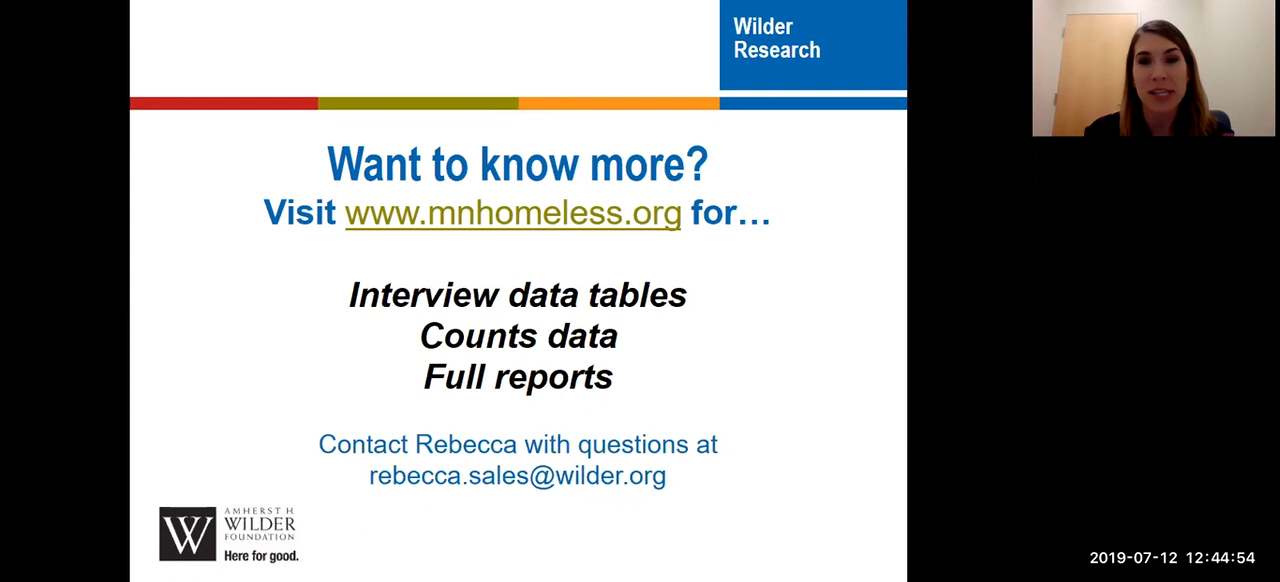 Wilder
Research
Want to know more?
Visit www.mnhomeless.org for…
Interview data tables
Counts data
Full reports
Contact Rebecca with questions at
rebecca.sales@wilder.org
W
AMHERST H
WILDER
FOUNDATION
Here for good.
2019-07-12 12:44:54